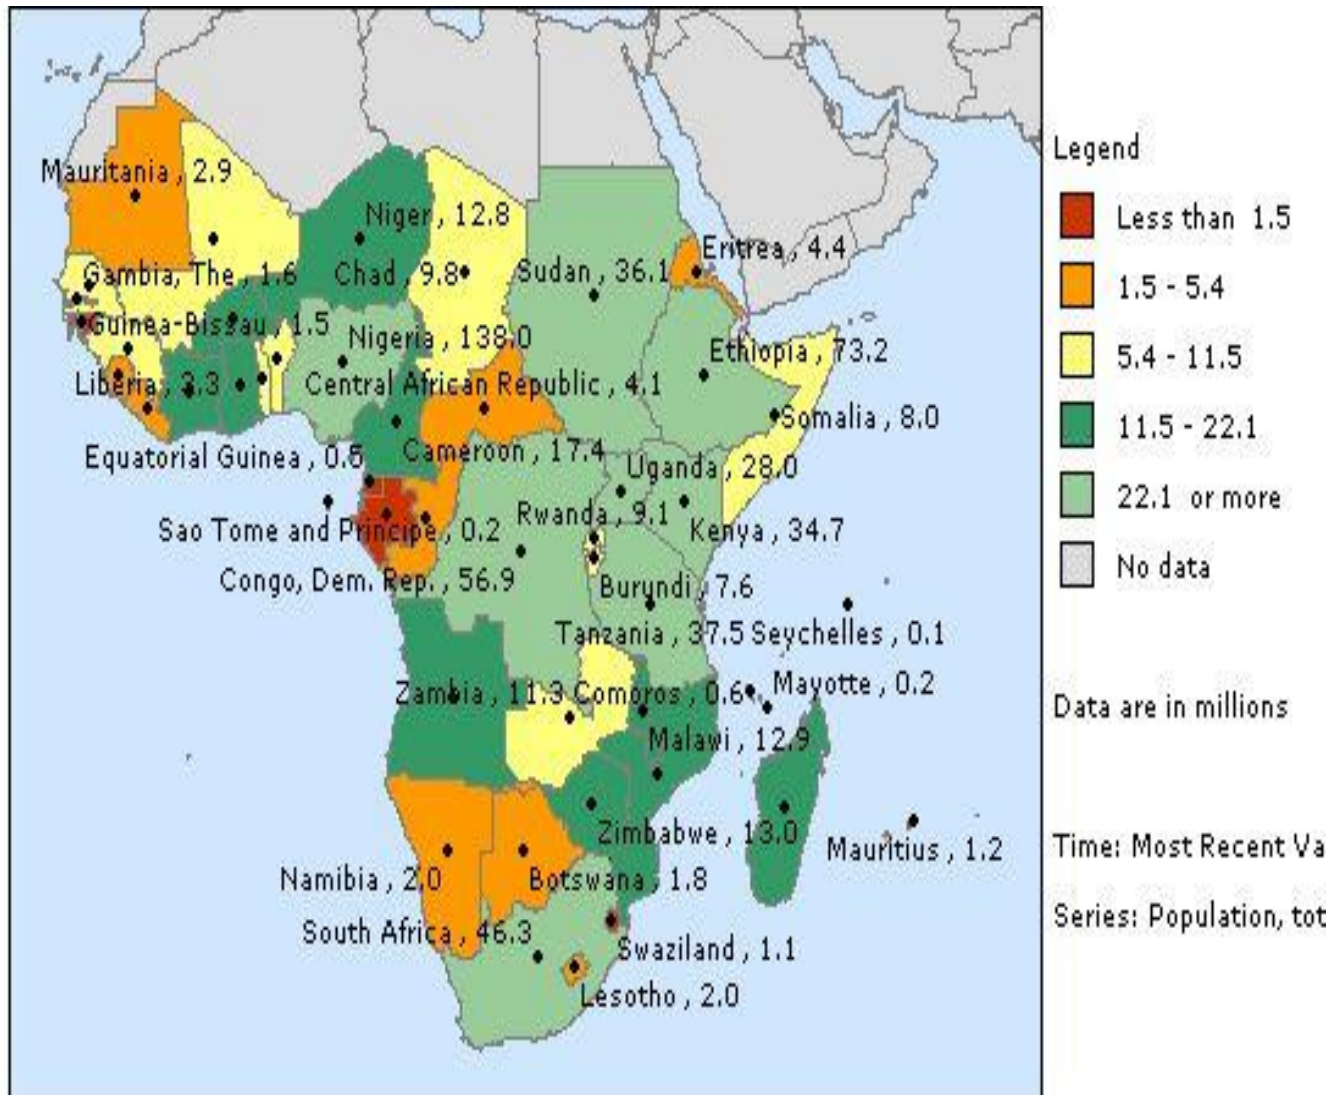 Mauritania , 2.9
Niger , 12.8
Gambia, The , 1.6
Chad , 9.8
Sudan , 36.1
Eritrea , 4.4
Guinea-Bissau , 1.5
Nigeria , 138.0
Ethiopia , 73.2
Liberia , 3.3
Central African Republic , 4.1
Somalia , 8.0
Equatorial Guinea , 0.5
Cameroon , 17.4
Uganda , 28.0
Rwanda , 9.1
Sao Tome and Principe , 0.2
Kenya , 34.7
Congo, Dem. Rep. , 56.9
Burundi , 7.6
Tanzania , 37.5
Seychelles , 0.1
Zambia , 11.3
Comoros , 0.6
Mayotte , 0.2
Malawi , 12.9
Zimbabwe , 13.0
Mauritius , 1.2
Namibia , 2.0
Botswana , 1.8
South Africa , 46.3
Swaziland , 1.1
Lesotho , 2.0
Legend
Less than 1.5
1.5 - 5.4
5.4 - 11.5
11.5 - 22.1
22.1 or more
No data
Data are in millions
Time: Most Recent Va
Series: Population, tot